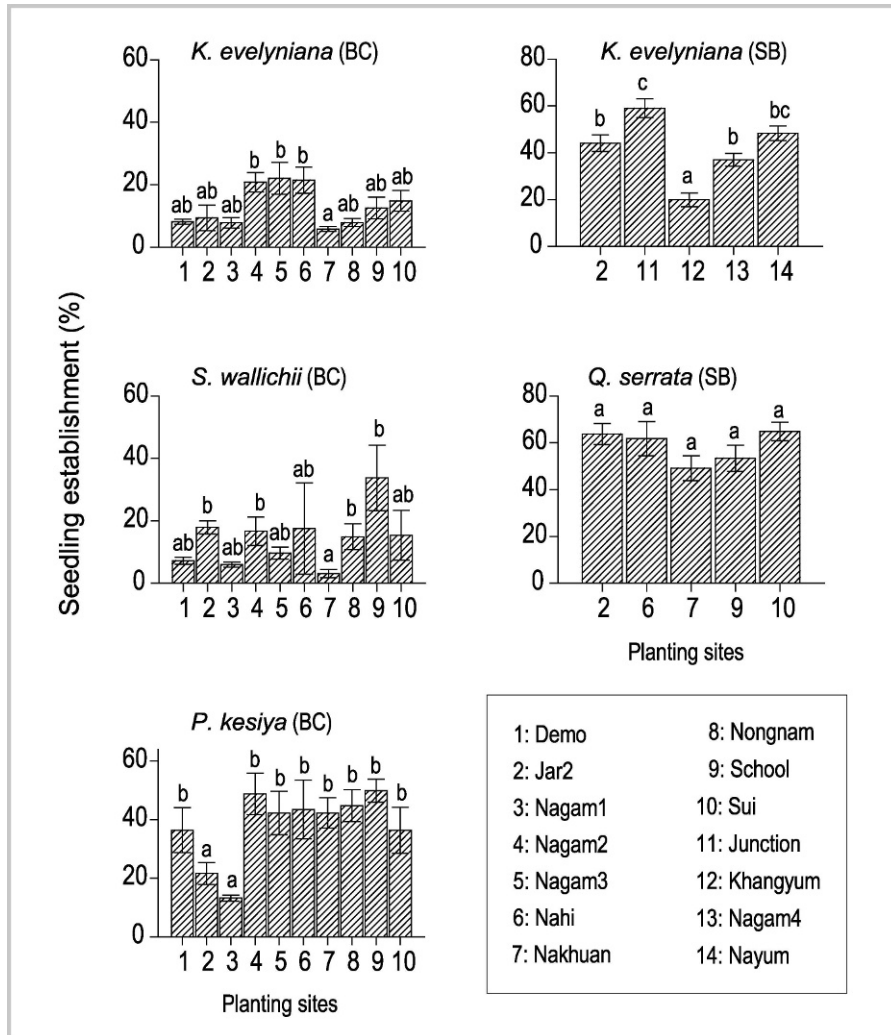 Seedling establishment (%)
K. evelyniana (BC)
60
40
20
0
ab ab ab b b b a ab ab ab
1 2 3 4 5 6 7 8 9 10
K. evelyniana (SB)
80
60
40
20
0
b c a b bc
2 11 12 13 14
S. wallichii (BC)
60
40
20
0
ab b ab b ab ab a b b ab
1 2 3 4 5 6 7 8 9 10
Q. serrata (SB)
80
60
40
20
0
a a a a a
2 6 7 9 10
Planting sites
P. kesiya (BC)
60
40
20
0
b a a b b b b b b b
1 2 3 4 5 6 7 8 9 10
Planting sites
1: Demo
2: Jar2
3: Nagam1
4: Nagam2
5: Nagam3
6: Nahi
7: Nakhuan
8: Nongnam
9: School
10: Sui
11: Junction
12: Khangyum
13: Nagam4
14: Nayum